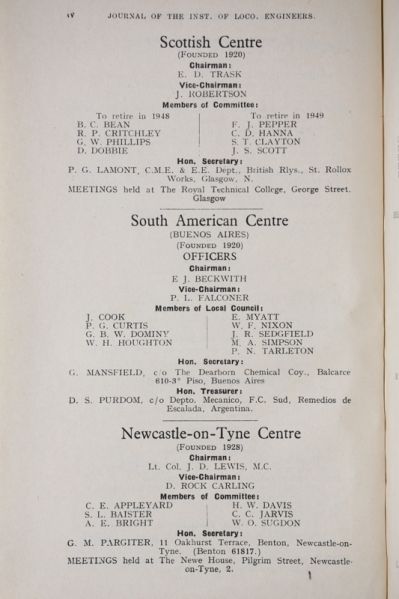 iv JOURNAL OF THE INST. OF LOCO. ENGINEERS.
Scottish Centre
(FOUNDED 1920)
Chairman:
E. D. TRASK
Vice-Chairman:
J. ROBERTSON
Members of Committee:
To retire in 1948 To retire in 1949
B. C. BEAN F. J. PEPPER
R. P. CRITCHLEY C. D. HANNA
G. W. PHILLIPS S. T. CLAYTON
D. DOBBIE J. S. SCOTT
Hon. Secretary:
P. G. LAMONT, C.M.E. & E.E. Dept., British Rlys., St. Rollox
Works, Glasgow, N.
MEETINGS held at The Royal Technical College, George Street.
Glasgow
South American Centre
(BUENOS AIRES)
(FOUNDED 1920)
OFFICERS
Chairman:
E J. BECKWITH
Vice-Chairman:
P. L. FALCONER
Members of Local Council:
J. COOK E. MYATT
P. G. CURTIS W. F. NIXON
G. B. W. DOMINY J. R. SEDGFIELD
W. H. HOUGHTON M. A. SIMPSON
P. N. TARLETON
Hon. Secretary:
G. MANSFIELD, c/o The Dearborn Chemical Coy., Balcarce
610-3° Piso, Buenos Aires
Hon. Treasurer:
D. S. PURDOM, c/o Depto. Mecanico, F.C. Sud, Remedios de
Escalada, Argentina.
Newcastle-on-Tyne Centre
(FOUNDED 1928)
Chairman:
Lt. Col. J. D. LEWIS, M.C.
Vice-Chairman:
D. ROCK CARLING
Members of Committee:
C. E. APPLEYARD H. W. DAVIS
S. L. BAISTER C. C. JARVIS
A. E. BRIGHT W. O. SUGDON
Hon. Secretary:
G. M. PARGITER, 11 Oakhurst Terrace, Benton, Newcastle-on-
Tyne. (Benton 61817.)
MEETINGS held at The Newe House, Pilgrim Street, Newcastle-
on-Tyne, 2.